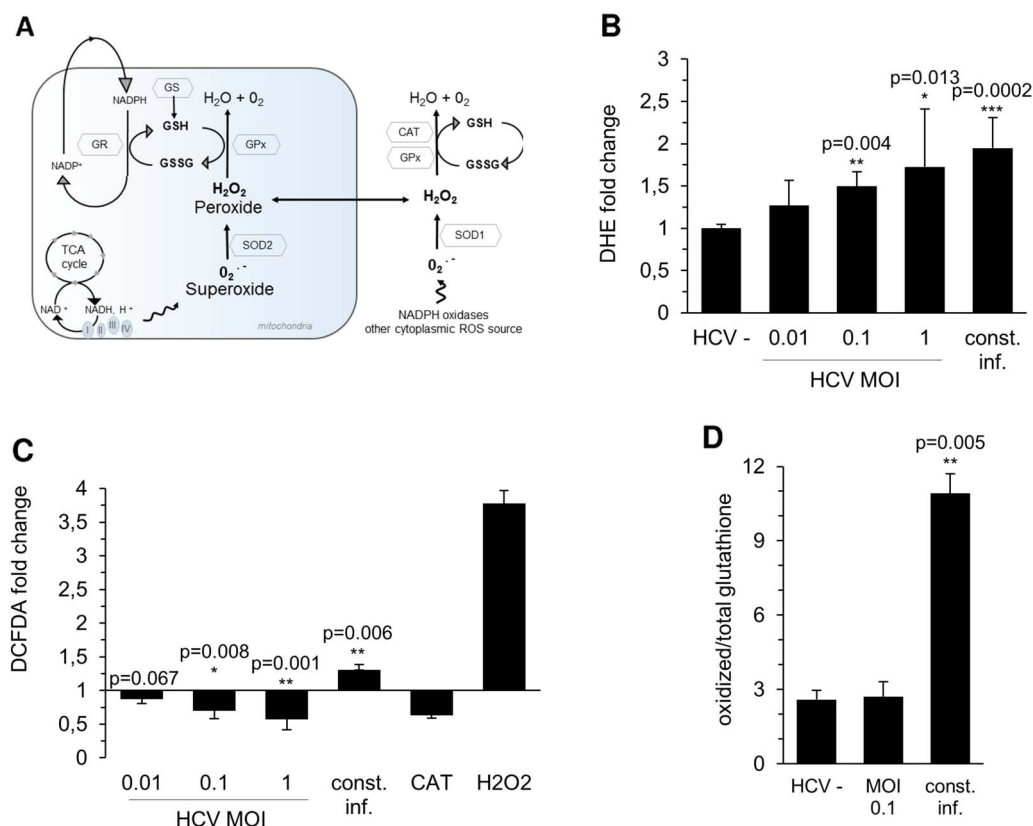 A
GS
NADPH
H₂O + 0₂
GSH
GR
GPx
GSSG
NADP⁺
H₂O₂
Peroxide
SOD2
TCA
cycle
0₂˙⁻
Superoxide
NAD⁺
NADH, H⁺
I II III IV
mitochondria
H₂O + 0₂
CAT
GSH
GPx
GSSG
H₂O₂
SOD1
0₂˙⁻
NADPH oxidases
other cytoplasmic ROS source
B
DHE fold change
3
2,5
2
1,5
1
0,5
0
p=0.004
**
p=0.013
*
p=0.0002
***
HCV - 0.01 0.1 1 const.
inf.
HCV MOI
C
DCFDA fold change
4
3,5
3
2,5
2
1,5
1
0,5
0
p=0.067
p=0.008
*
p=0.001
**
p=0.006
**
0.01 0.1 1 const. CAT H2O2
inf.
HCV MOI
D
oxidized/total glutathione
12
9
6
3
0
p=0.005
**
HCV - MOI const.
0.1 inf.